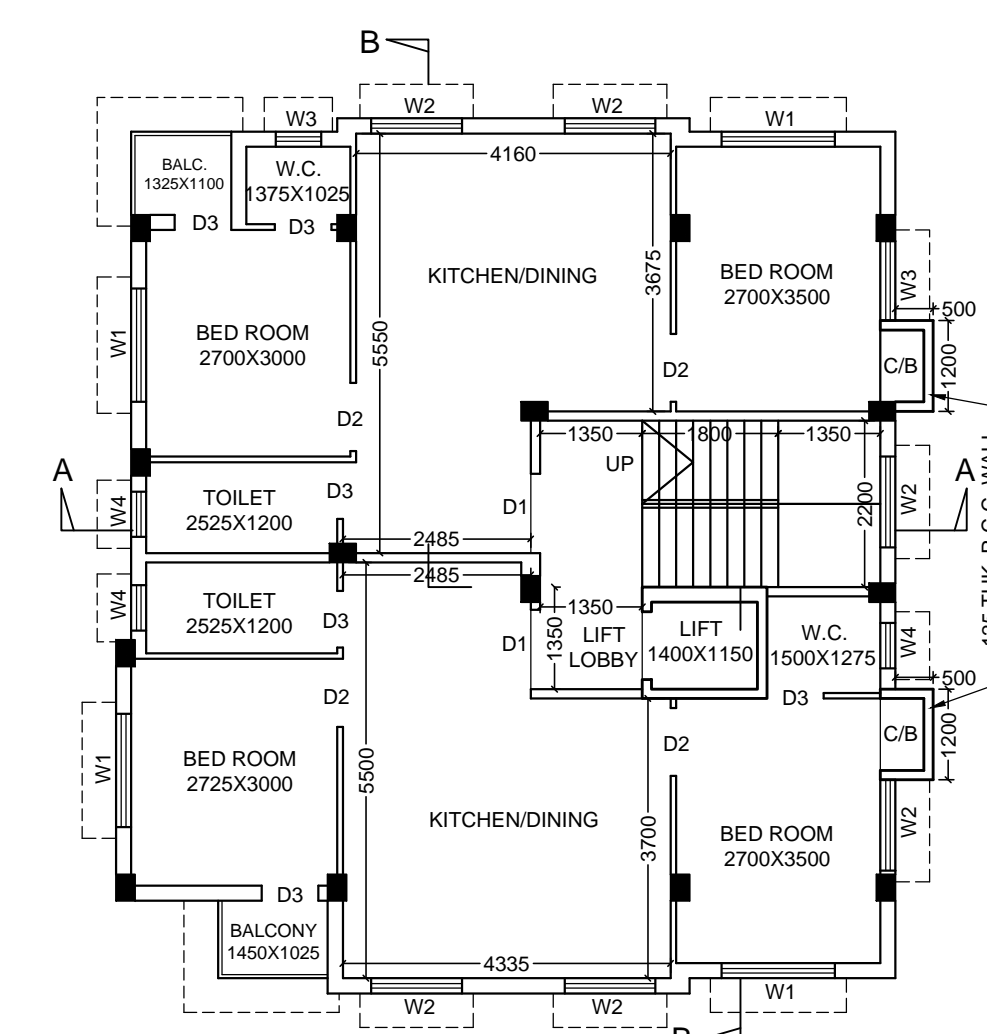 B
W2
W2
W3
W1
BALC.
1325X1100
W.C.
1375X1025
4160
D3
D3
KITCHEN/DINING
3675
BED ROOM
2700X3500
W3
500
BED ROOM
2700X3000
W1
5550
C/B
1200
D2
D2
1350
1800
1350
UP
A
A
TOILET
2525X1200
W4
D3
D1
2200
W2
2485
2485
TOILET
2525X1200
W4
D3
D1
1350
1350
LIFT
LOBBY
LIFT
1400X1150
W.C.
1500X1275
W4
500
D3
D2
D2
C/B
1200
BED ROOM
2725X3000
W1
5500
KITCHEN/DINING
3700
BED ROOM
2700X3500
W2
D3
BALCONY
1450X1025
4335
W2
W2
W1